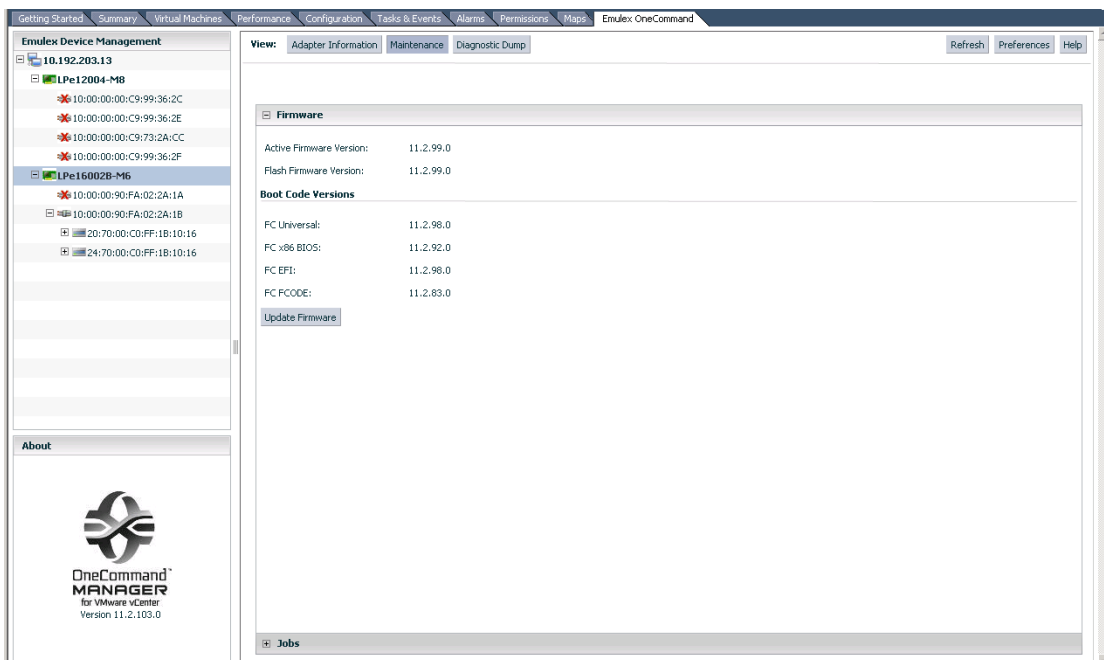 Getting Started Summary Virtual Machines Performance Configuration Tasks & Events Alarms Permissions Maps Emulex OneCommand
Emulex Device Management
10.192.203.13
LPe12004-M8
10:00:00:00:C9:99:36:2C
10:00:00:00:C9:99:36:2E
10:00:00:00:C9:73:2A:CC
10:00:00:00:C9:99:36:2F
LPe16002B-M6
10:00:00:90:FA:02:2A:1A
10:00:00:90:FA:02:2A:1B
20:70:00:C0:FF:1B:10:16
24:70:00:C0:FF:1B:10:16
About
OneCommand™
MANAGER
for VMware vCenter
Version 11.2.103.0
View: Adapter Information Maintenance Diagnostic Dump Refresh Preferences Help
Firmware
Active Firmware Version: 11.2.99.0
Flash Firmware Version: 11.2.99.0
Boot Code Versions
FC Universal: 11.2.98.0
FC x86 BIOS: 11.2.92.0
FC EFI: 11.2.98.0
FC FCODE: 11.2.83.0
Update Firmware
Jobs